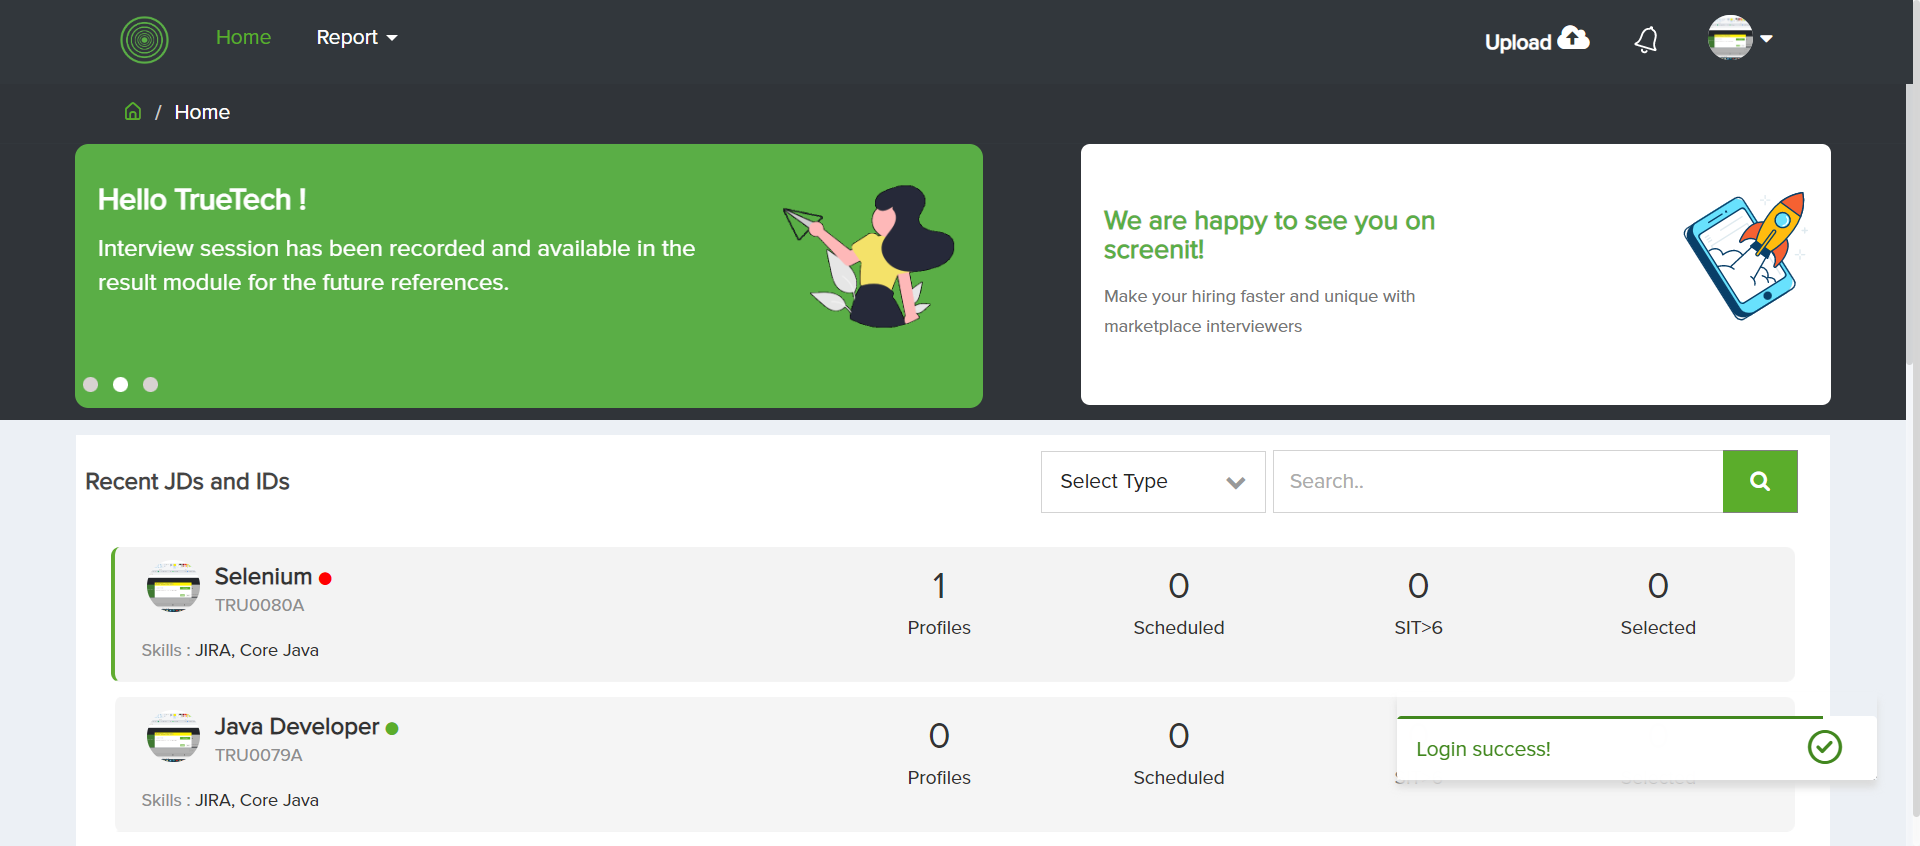 Home
Report
Upload
/ Home
Hello TrueTech !
Interview session has been recorded and available in the
result module for the future references.
We are happy to see you on
screenit!
Make your hiring faster and unique with
marketplace interviewers
Recent JDs and IDs
Select Type
Search..
Selenium
TRU0080A
Skills : JIRA, Core Java
1
Profiles
0
Scheduled
0
SIT>6
0
Selected
Java Developer
TRU0079A
Skills : JIRA, Core Java
0
Profiles
0
Scheduled
Login success!